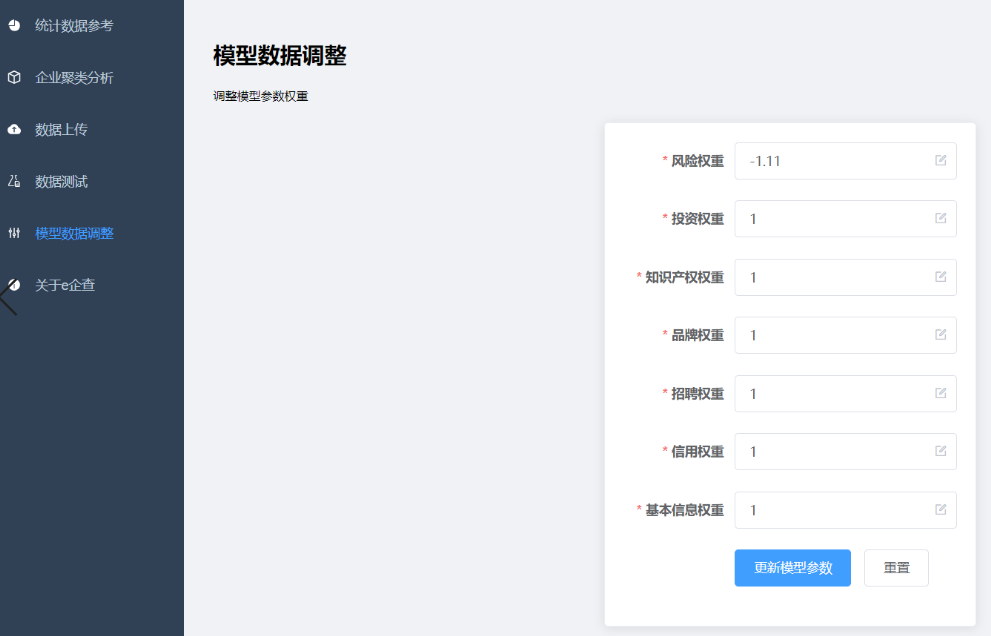 统计数据参考
企业聚类分析
数据上传
数据测试
模型数据调整
关于e企查
模型数据调整
调整模型参数权重
* 风险权重 -1.11
* 投资权重 1
* 知识产权权重 1
* 品牌权重 1
* 招聘权重 1
* 信用权重 1
* 基本信息权重 1
更新模型参数 重置